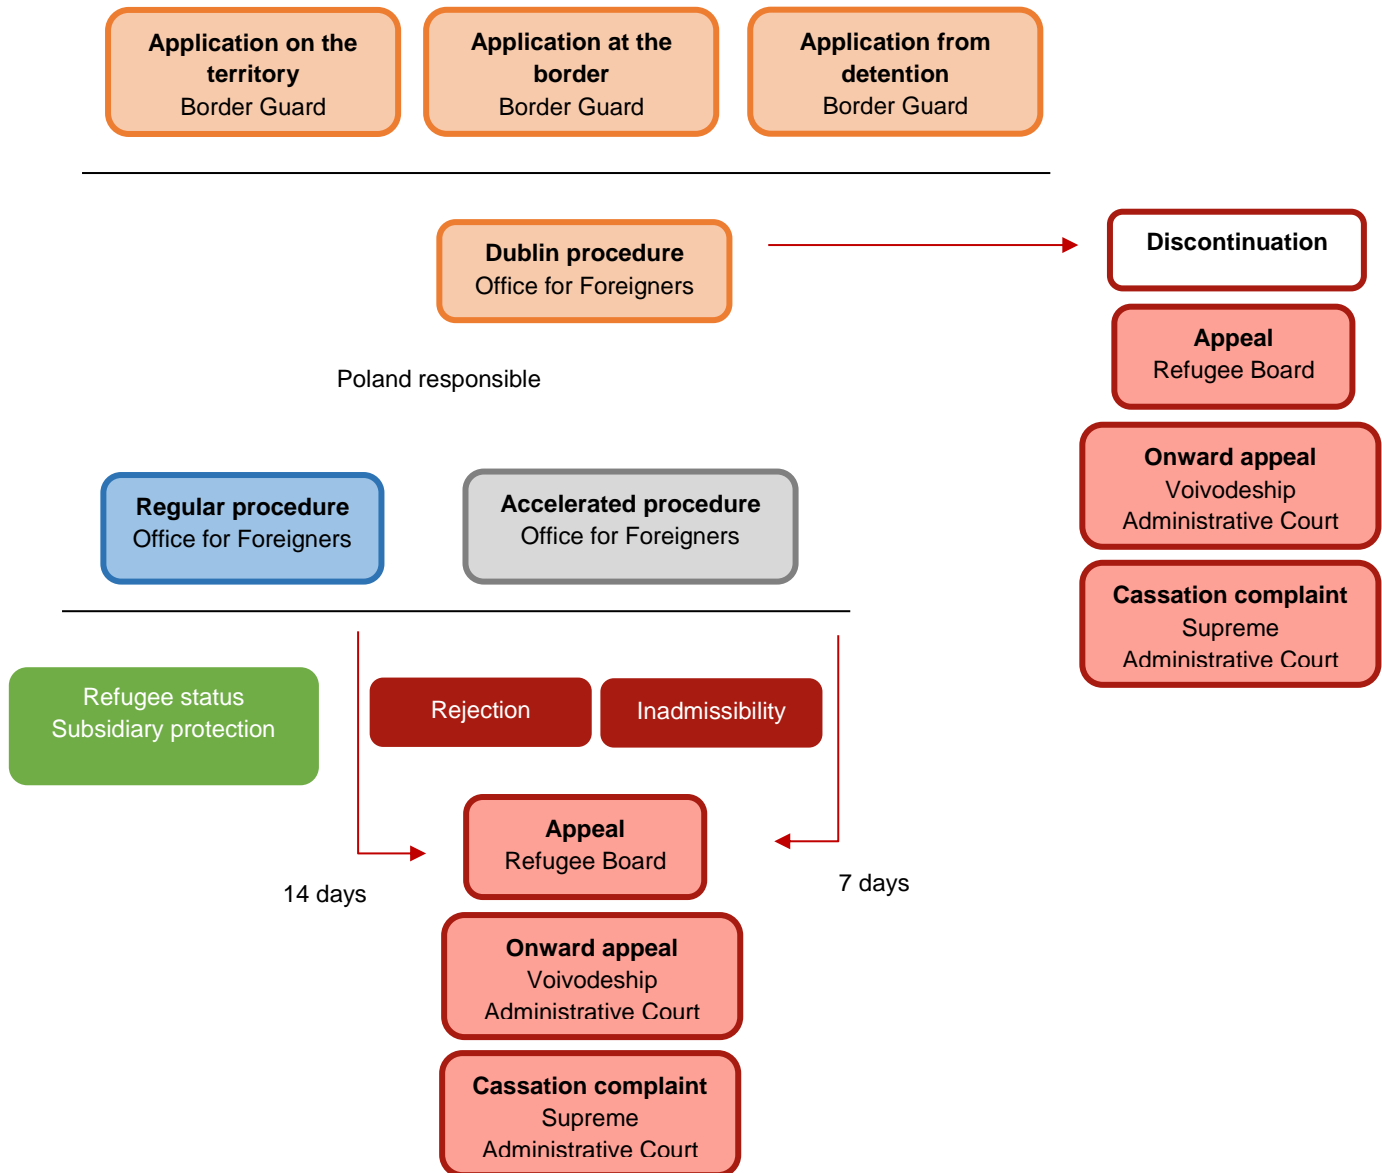 Application on the
territory
Border Guard
Application at the
border
Border Guard
Application from
detention
Border Guard
Dublin procedure
Office for Foreigners
Discontinuation
Appeal
Refugee Board
Onward appeal
Voivodeship
Administrative Court
Cassation complaint
Supreme
Administrative Court
Poland responsible
Regular procedure
Office for Foreigners
Accelerated procedure
Office for Foreigners
Refugee status
Subsidiary protection
Rejection
Inadmissibility
Appeal
Refugee Board
14 days
7 days
Onward appeal
Voivodeship
Administrative Court
Cassation complaint
Supreme
Administrative Court